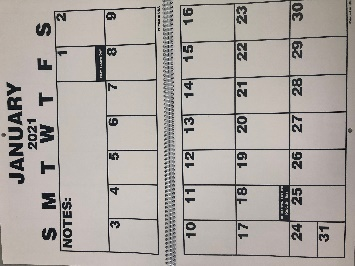 JANUARY
2021
S M T W T F S
NOTES: 1 2
3 4 5 6 7 8 9
10 11 12 13 14 15 16
17 18 19 20 21 22 23
24 25 26 27 28 29 30
31